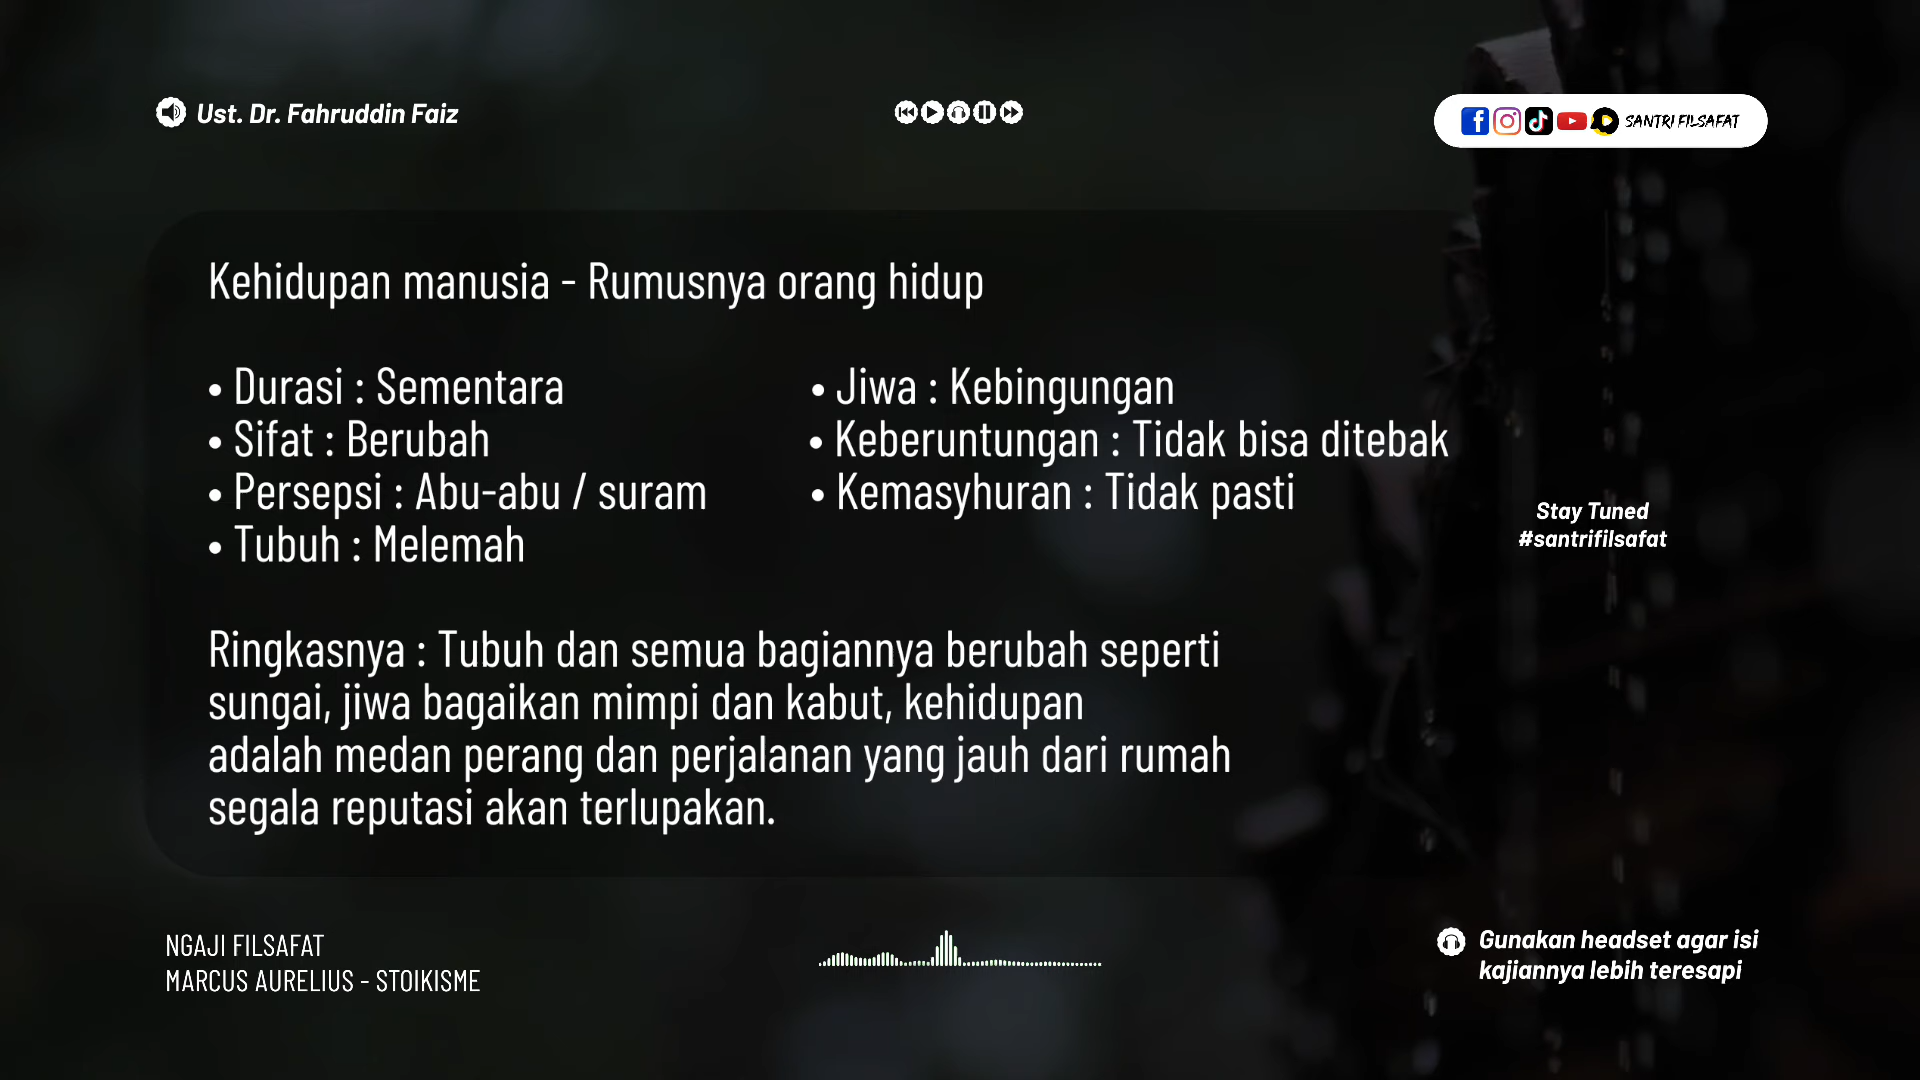 Ust. Dr. Fahruddin Faiz
SANTRI FILSAFAT
Kehidupan manusia - Rumusnya orang hidup
• Durasi : Sementara
• Sifat : Berubah
• Persepsi : Abu-abu / suram
• Tubuh : Melemah
• Jiwa : Kebingungan
• Keberuntungan : Tidak bisa ditebak
• Kemasyhuran : Tidak pasti
Stay Tuned
#santrifilsafat
Ringkasnya : Tubuh dan semua bagiannya berubah seperti
sungai, jiwa bagaikan mimpi dan kabut, kehidupan
adalah medan perang dan perjalanan yang jauh dari rumah
segala reputasi akan terlupakan.
NGAJI FILSAFAT
MARCUS AURELIUS - STOIKISME
Gunakan headset agar isi
kajiannya lebih teresapi